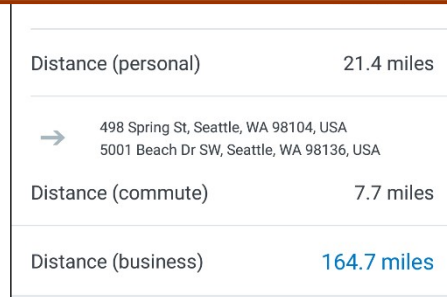 Distance (personal) 21.4 miles
498 Spring St, Seattle, WA 98104, USA
5001 Beach Dr SW, Seattle, WA 98136, USA
Distance (commute) 7.7 miles
Distance (business) 164.7 miles